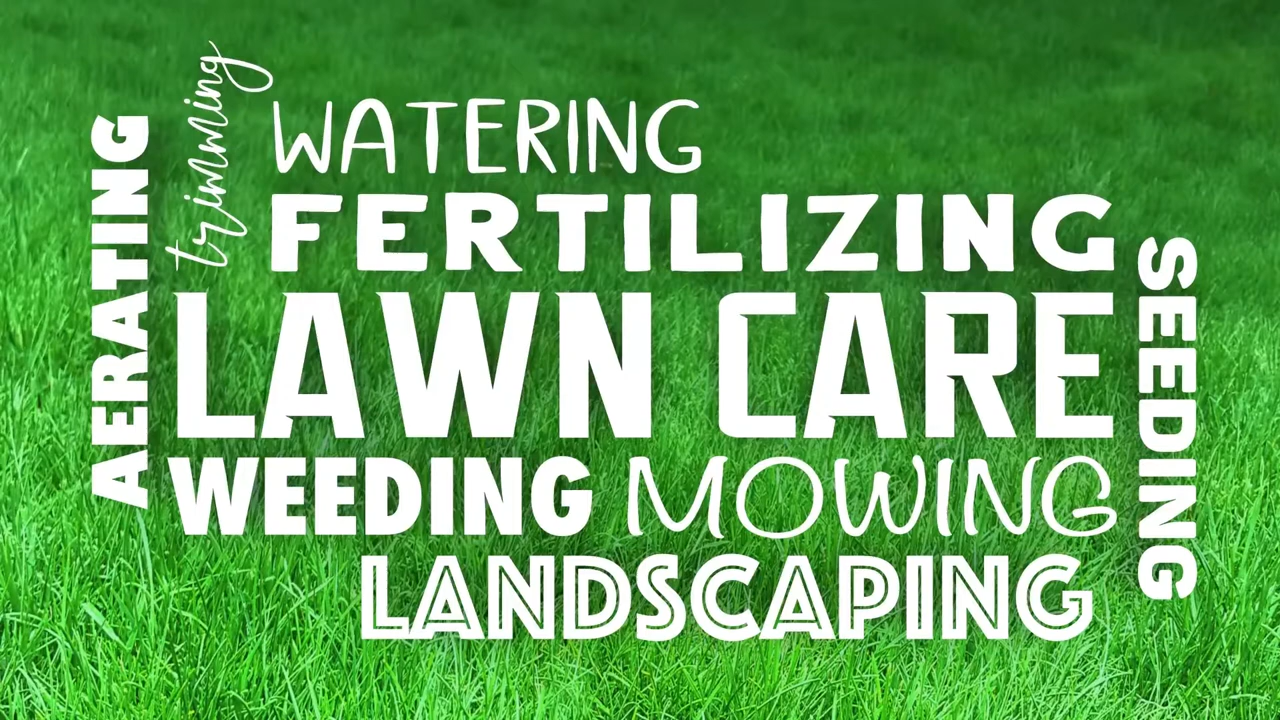 AERATING
trimming
WATERING
FERTILIZING
LAWN CARE
SEEDING
WEEDING MOWING
LANDSCAPING